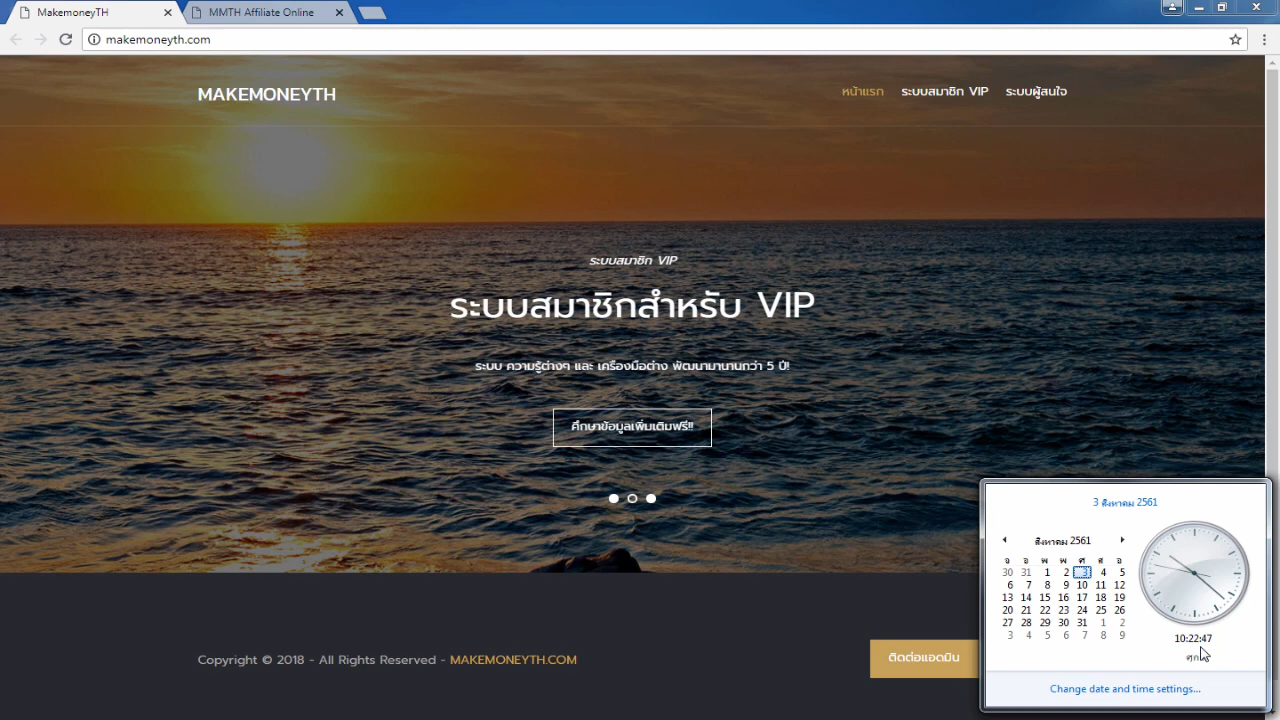 MakemoneyTH
MMTH Affiliate Online
makemoneyth.com
MAKEMONEYTH
หน้าแรก ระบบสมาชิก VIP ระบบผู้สนใจ
ระบบสมาชิก VIP
ระบบสมาชิกสำหรับ VIP
ระบบ ความรู้ต่างๆ และ เครื่องมือต่าง พัฒนามานานกว่า 5 ปี!
ศึกษาข้อมูลเพิ่มเติมฟรี!!
Copyright © 2018 - All Rights Reserved - MAKEMONEYTH.COM
ติดต่อแอดมิน
3 สิงหาคม 2561
สิงหาคม 2561
จ อ พ พ ศ ส อ
30 31 1 2 3 4 5
6 7 8 9 10 11 12
13 14 15 16 17 18 19
20 21 22 23 24 25 26
27 28 29 30 31 1 2
3 4 5 6 7 8 9
10:22:47
Change date and time settings...